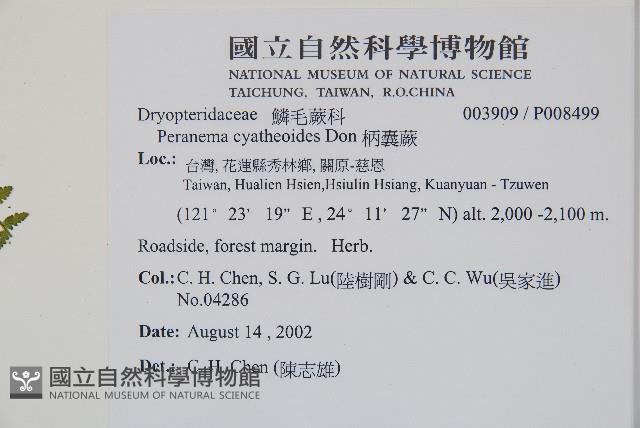 國立自然科學博物館
NATIONAL MUSEUM OF NATURAL SCIENCE
TAICHUNG, TAIWAN, R.O.CHINA
Dryopteridaceae 鱗毛蕨科 003909 / P008499
Peranema cyatheoides Don 柄囊蕨
Loc.: 台灣, 花蓮縣秀林鄉, 關原-慈恩
Taiwan, Hualien Hsien,Hsiulin Hsiang, Kuanyuan - Tzuwen
(121° 23' 19” E , 24° 11' 27” N) alt. 2,000 -2,100 m.
Roadside, forest margin. Herb.
Col.: C. H. Chen, S. G. Lu(陸樹剛) & C. C. Wu(吳家進)
No.04286
Date: August 14 , 2002
Det.: C. H. Chen (陳志雄)
國立自然科學博物館
NATIONAL MUSEUM OF NATURAL SCIENCE